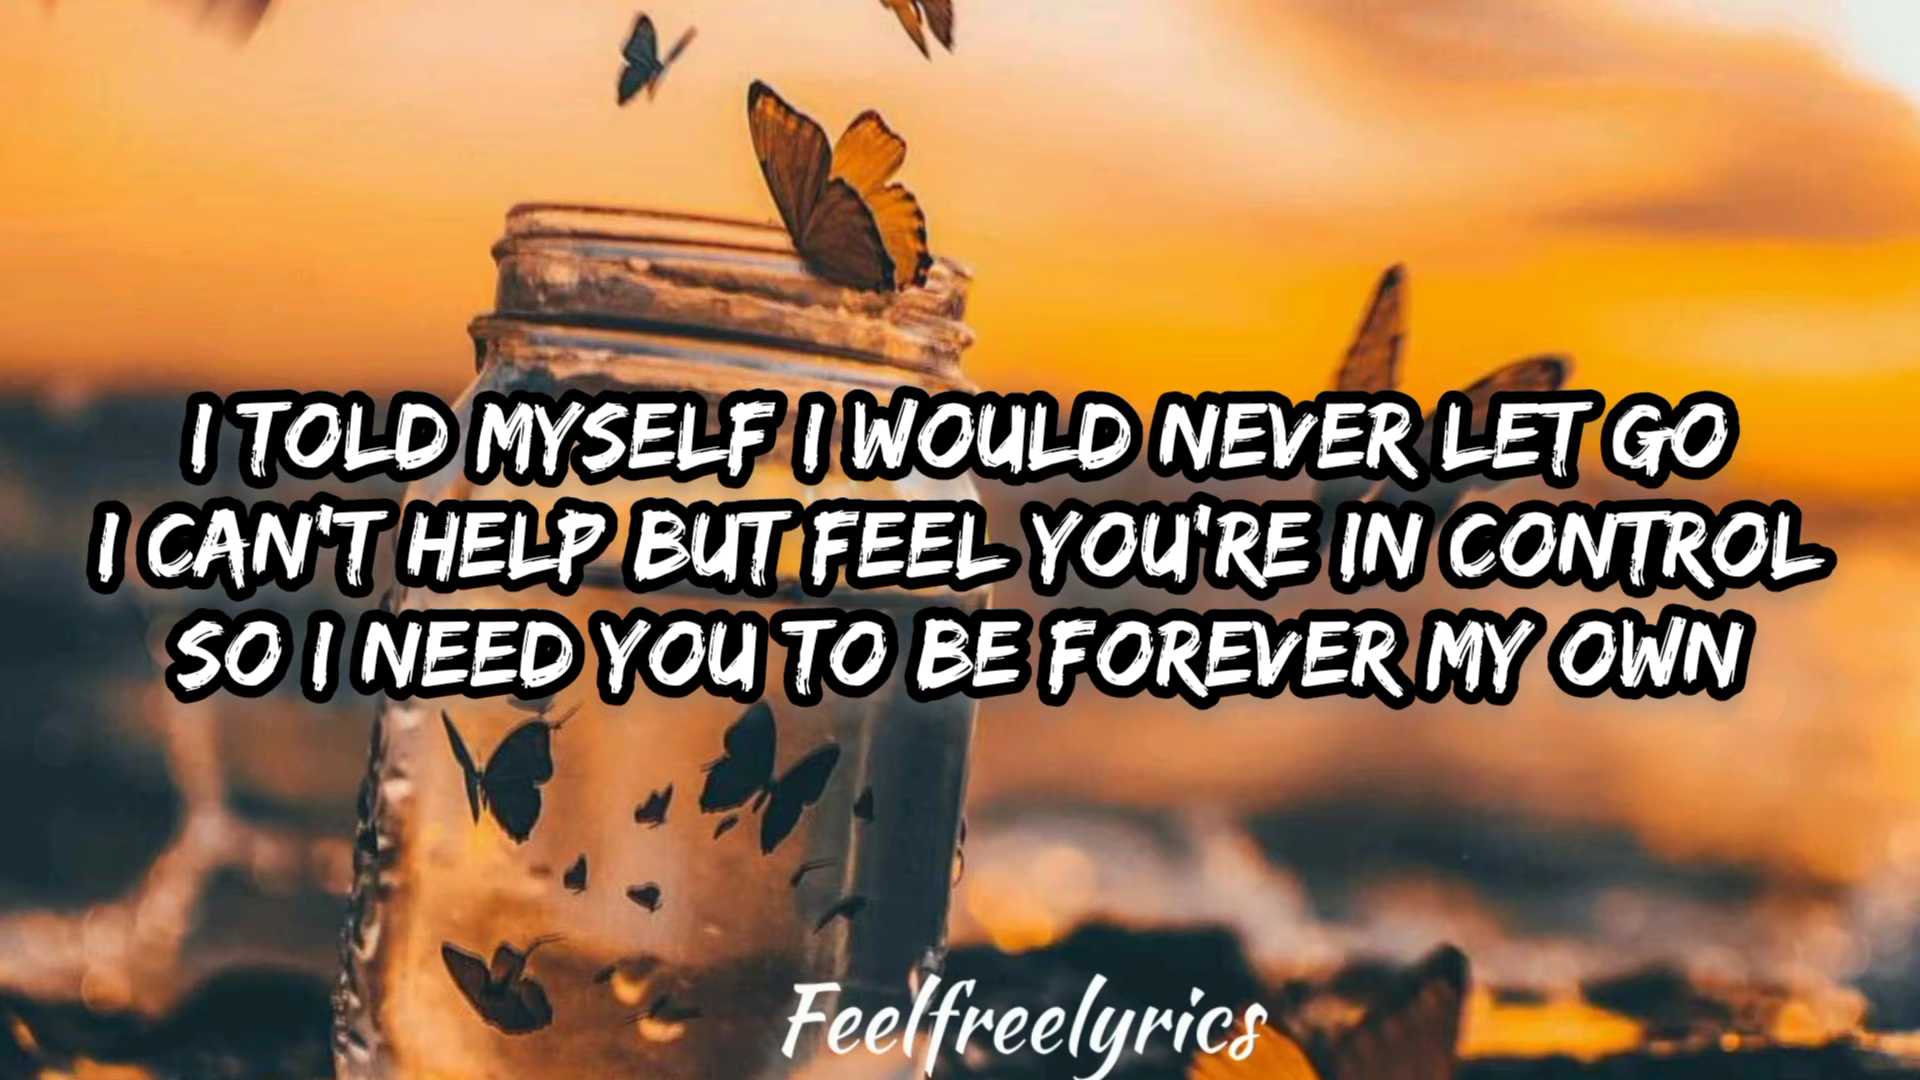 I TOLD MYSELF I WOULD NEVER LET GO
I CAN'T HELP BUT FEEL YOU'RE IN CONTROL
SO I NEED YOU TO BE FOREVER MY OWN
Feelfreelyrics